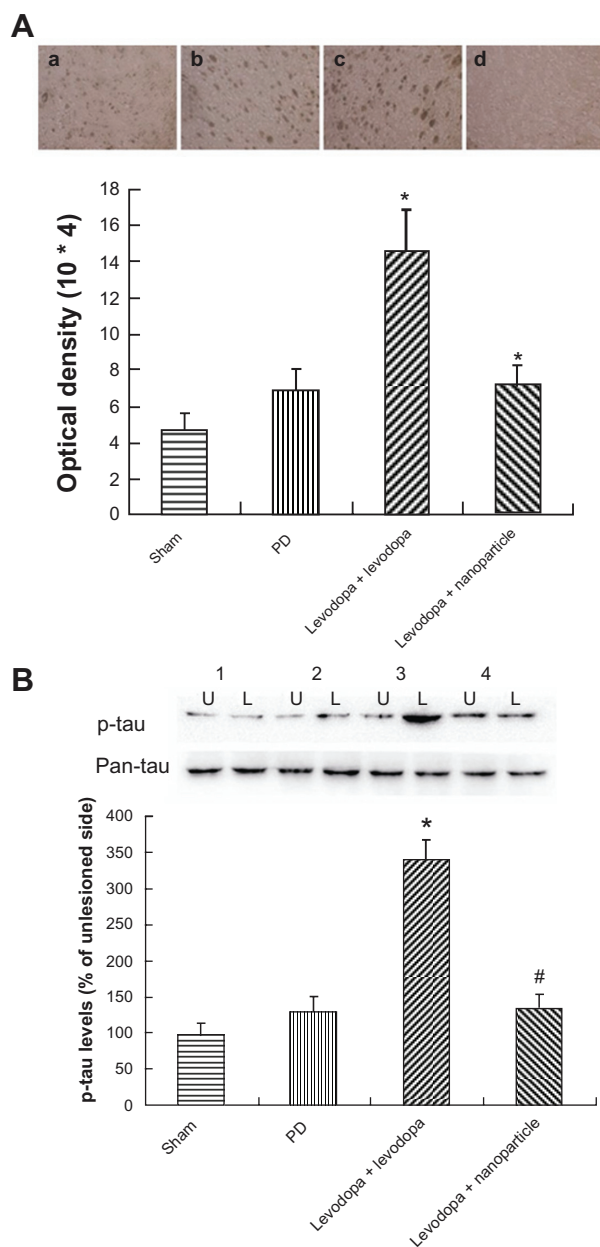 A
a b c d
Optical density (10 * 4)
18
16
14
12
10
8
6
4
2
0
*
*
Sham
PD
Levodopa + levodopa
Levodopa + nanoparticle
B
1 2 3 4
U L U L U L U L
p-tau
Pan-tau
p-tau levels (% of unlesioned side)
400
350
300
250
200
150
100
50
0
*
#
Sham
PD
Levodopa + levodopa
Levodopa + nanoparticle